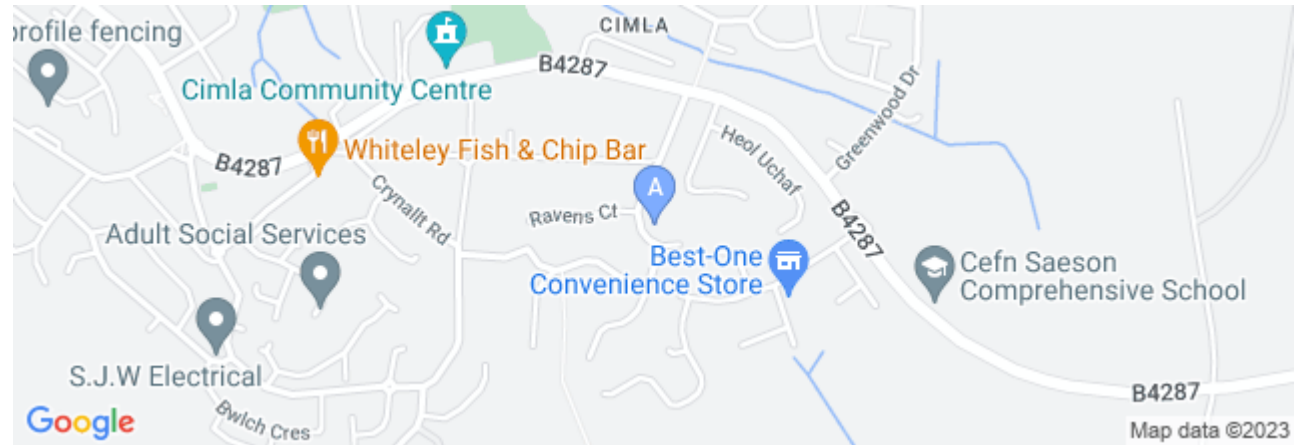 profile fencing
CIMLA
B4287
Cimla Community Centre
Greenwood Dr
Heol Uchaf
Whiteley Fish & Chip Bar
B4287
Crynallt Rd
A
Ravens Ct
B4287
Adult Social Services
Best-One
Convenience Store
Cefn Saeson
Comprehensive School
S.J.W Electrical
B4287
Bwlch Cres
Google
Map data ©2023